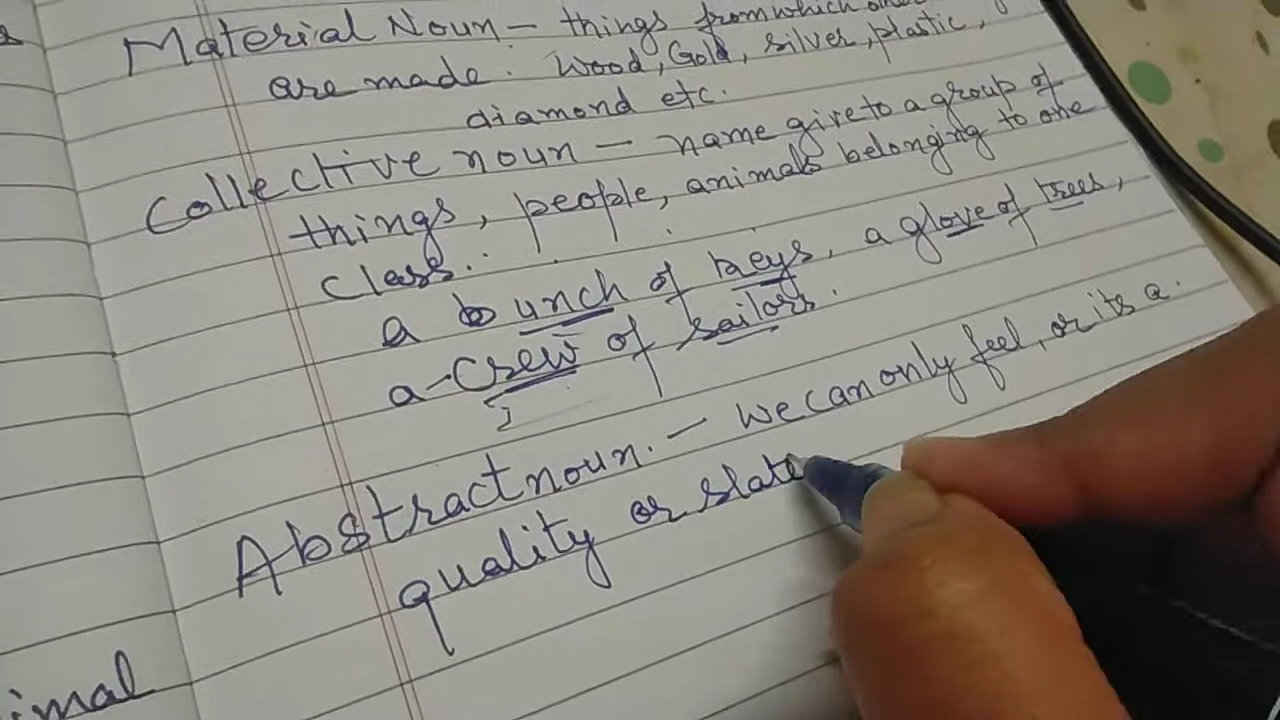 Material Noun - things from which other
are made. Wood, Gold, silver, plastic,
diamond etc.
Collective noun - name give to a group of
things, people, animals belonging to one
class.
a bunch of keys, a glove of trees,
a-Crew of sailors.
Abstract noun. - we can only feel, or its a.
quality or state
imal